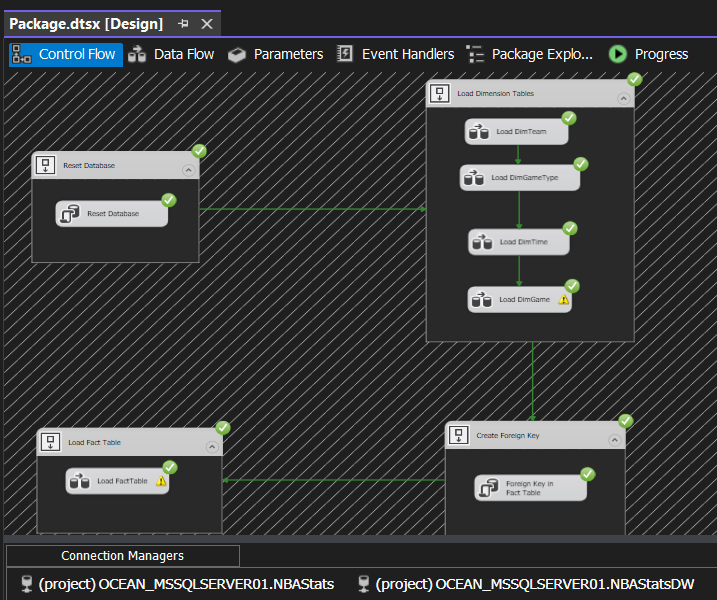 Package.dtsx [Design]
Control Flow Data Flow Parameters Event Handlers Package Explo... Progress
Load Dimension Tables
Load DimTeam
Load DimGameType
Load DimTime
Load DimGame
Reset Database
Reset Database
Create Foreign Key
Foreign Key in
Fact Table
Load Fact Table
Load FactTable
Connection Managers
(project) OCEAN_MSSQLSERVER01.NBAStats (project) OCEAN_MSSQLSERVER01.NBAStatsDW